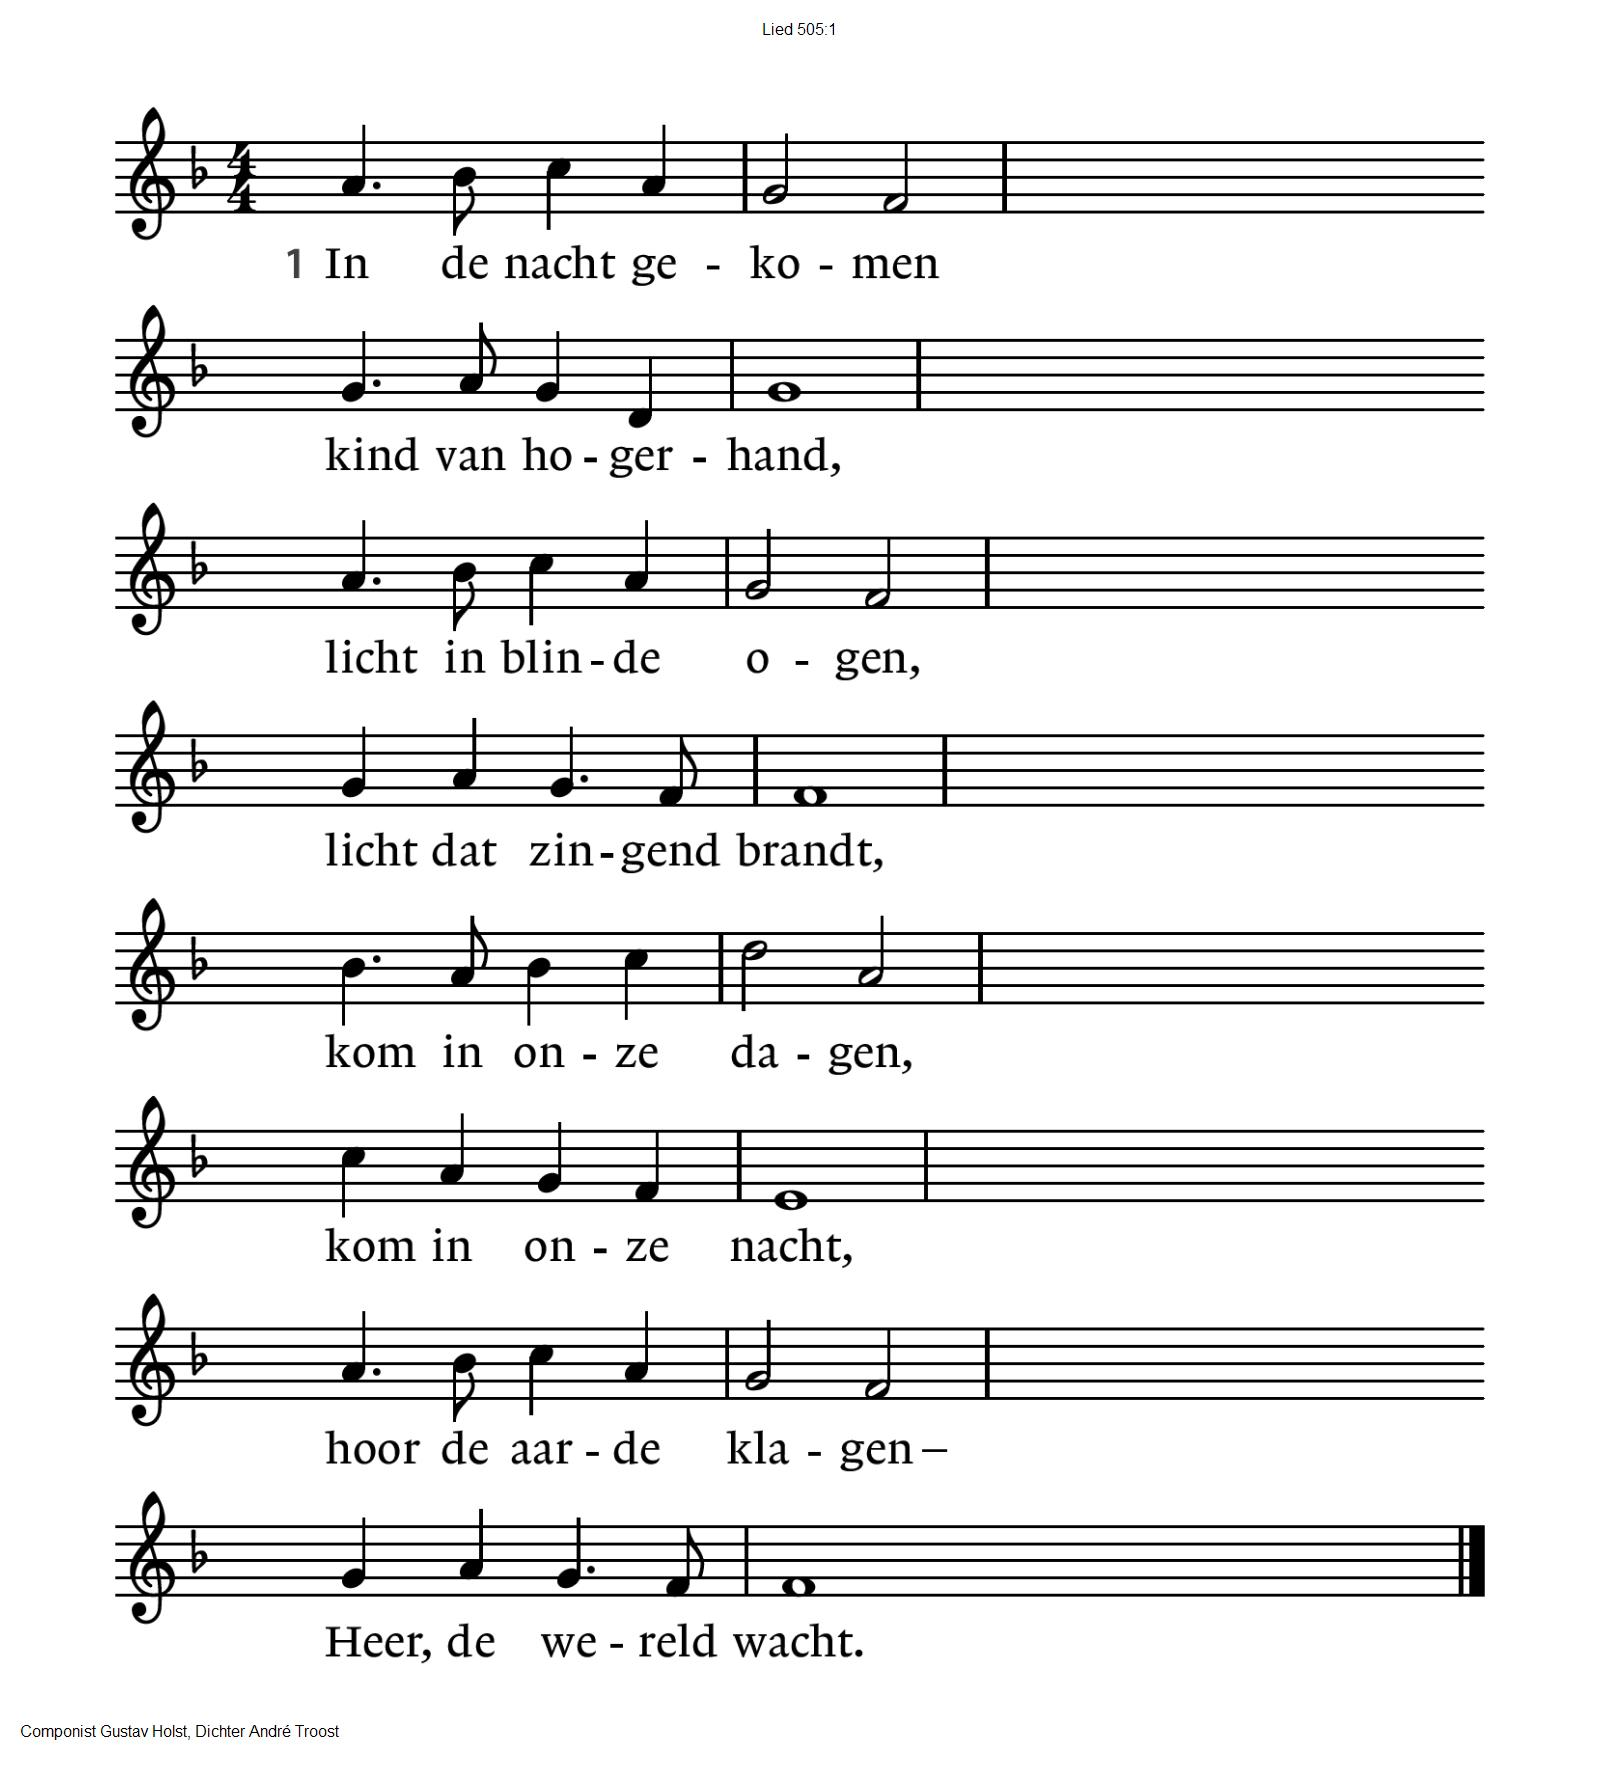 Lied 505:1
4
4
1 In de nacht ge - ko - men
kind van ho - ger - hand,
licht in blin - de o - gen,
licht dat zin - gend brandt,
kom in on - ze da - gen,
kom in on - ze nacht,
hoor de aar - de kla - gen –
Heer, de we - reld wacht.
Componist Gustav Holst, Dichter André Troost